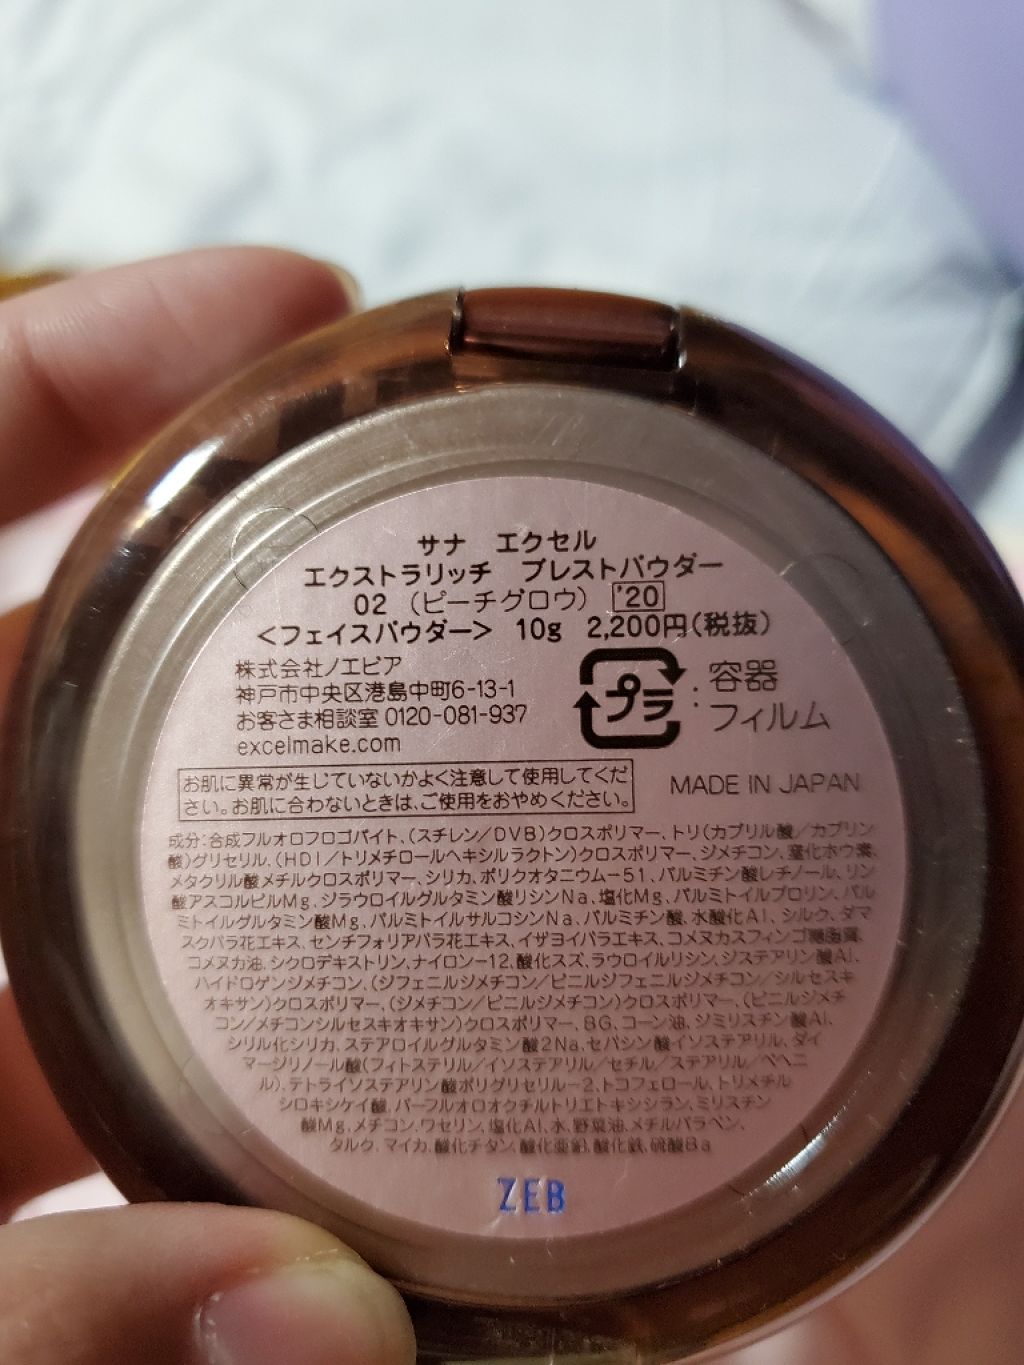 サナ　エクセル
エクストラリッチ　プレストパウダー
02 （ピーチグロウ） '20
＜フェイスパウダー＞ 10g 2,200円(税抜)
株式会社ノエビア
神戸市中央区港島中町6-13-1
お客さま相談室 0120-081-937
excelmake.com
プラ : 容器
フィルム
お肌に異常が生じていないかよく注意して使用してくだ
さい。お肌に合わないときは、ご使用をおやめください。
MADE IN JAPAN
成分:合成フルオロフロゴパイト、(スチレン／DVB)クロスポリマー、トリ(カプリル酸／カプリン
酸)グリセリル、(HDI／トリメチロールヘキシルラクトン)クロスポリマー、ジメチコン、窒化ホウ素、
メタクリル酸メチルクロスポリマー、シリカ、ポリクオタニウム－51、パルミチン酸レチノール、リン
酸アスコルビルMg、ジラウロイルグルタミン酸リシンNa、塩化Mg、パルミトイルプロリン、パル
ミトイルグルタミン酸Mg、パルミトイルサルコシンNa、パルミチン酸、水酸化Al、シルク、ダマ
スクバラ花エキス、センチフォリアバラ花エキス、イザヨイバラエキス、コメヌカスフィンゴ糖脂質、
コメヌカ油、シクロデキストリン、ナイロン－12、酸化スズ、ラウロイルリシン、ジステアリン酸Al、
ハイドロゲンジメチコン、(ジフェニルジメチコン／ビニルジフェニルジメチコン／シルセスキ
オキサン)クロスポリマー、(ジメチコン／ビニルジメチコン)クロスポリマー、(ビニルジメチ
コン／メチコンシルセスキオキサン)クロスポリマー、BG、コーン油、ジミリスチン酸Al、
シリル化シリカ、ステアロイルグルタミン酸2Na、セバシン酸イソステアリル、ダイ
マージリノール酸(フィトステリル／イソステアリル／セチル／ステアリル／ベヘニ
ル)、テトライソステアリン酸ポリグリセリル－2、トコフェロール、トリメチル
シロキシケイ酸、パーフルオロオクチルトリエトキシシラン、ミリスチン
酸Mg、メチコン、ワセリン、塩化Al、水、野菜油、メチルパラベン、
タルク、マイカ、酸化チタン、酸化亜鉛、酸化鉄、硫酸Ba
ZEB